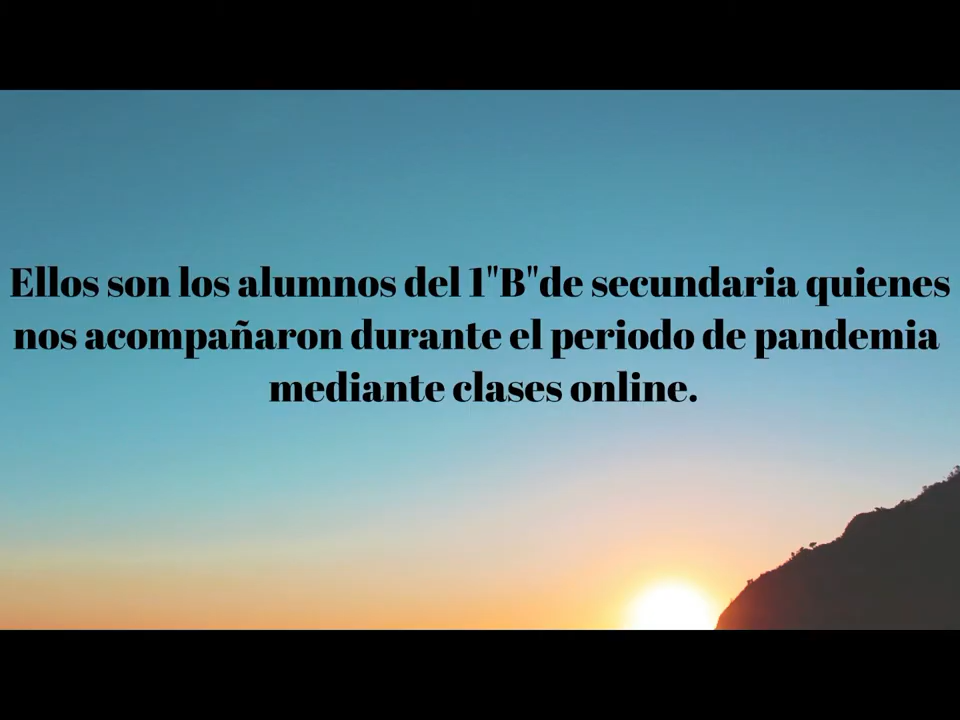 Ellos son los alumnos del 1"B"de secundaria quienes
nos acompañaron durante el periodo de pandemia
mediante clases online.